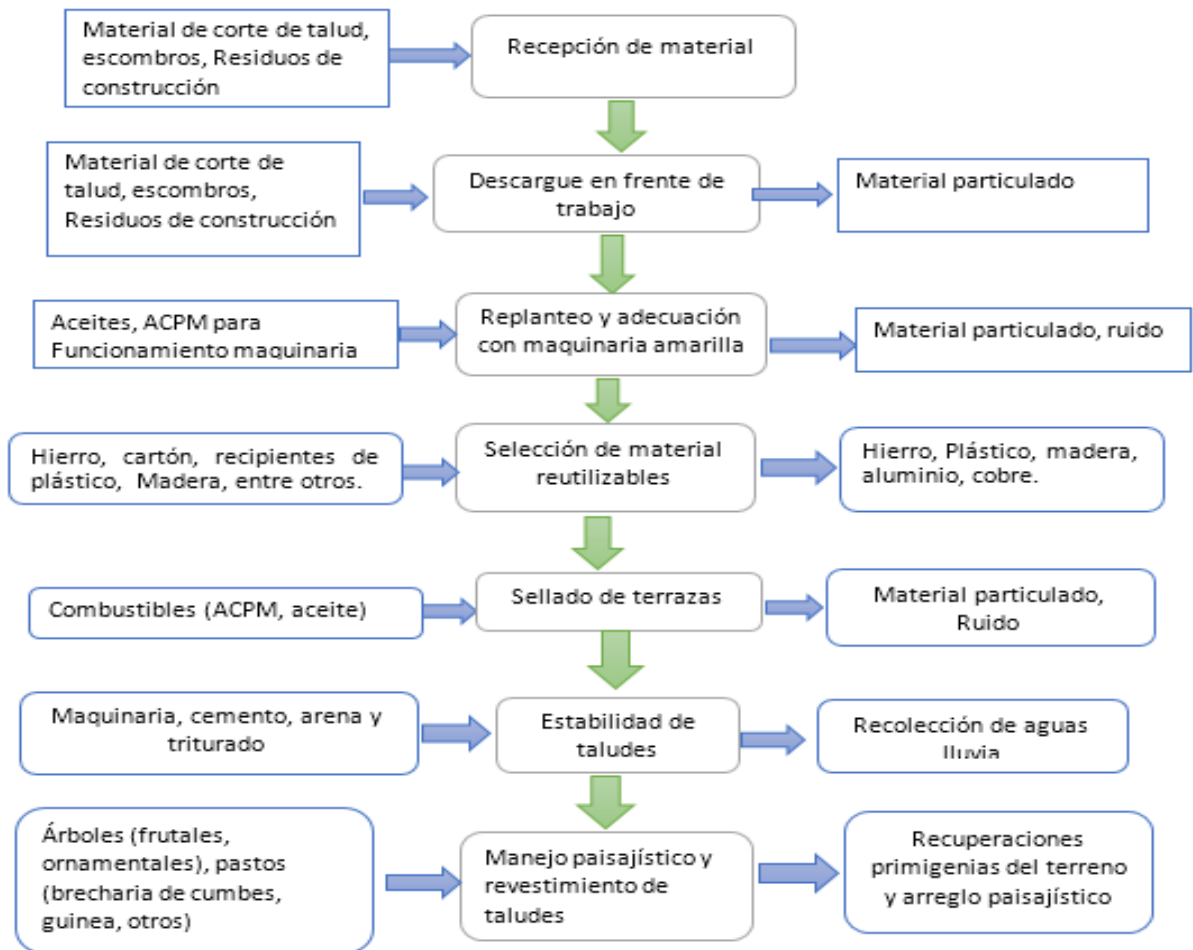 Material de corte de talud,
escombros, Residuos de
construcción
Recepción de material
Material de corte de
talud, escombros,
Residuos de construcción
Descargue en frente de
trabajo
Material particulado
Aceites, ACPM para
Funcionamiento maquinaria
Replanteo y adecuación
con maquinaria amarilla
Material particulado, ruido
Hierro, cartón, recipientes de
plástico, Madera, entre otros.
Selección de material
reutilizables
Hierro, Plástico, madera,
aluminio, cobre.
Combustibles (ACPM, aceite)
Sellado de terrazas
Material particulado,
Ruido
Maquinaria, cemento, arena y
triturado
Estabilidad de
taludes
Recolección de aguas
lluvia
Árboles (frutales,
ornamentales), pastos
(brecharia de cumbes,
guinea, otros)
Manejo paisajístico y
revestimiento de
taludes
Recuperaciones
primigenias del terreno
y arreglo paisajístico